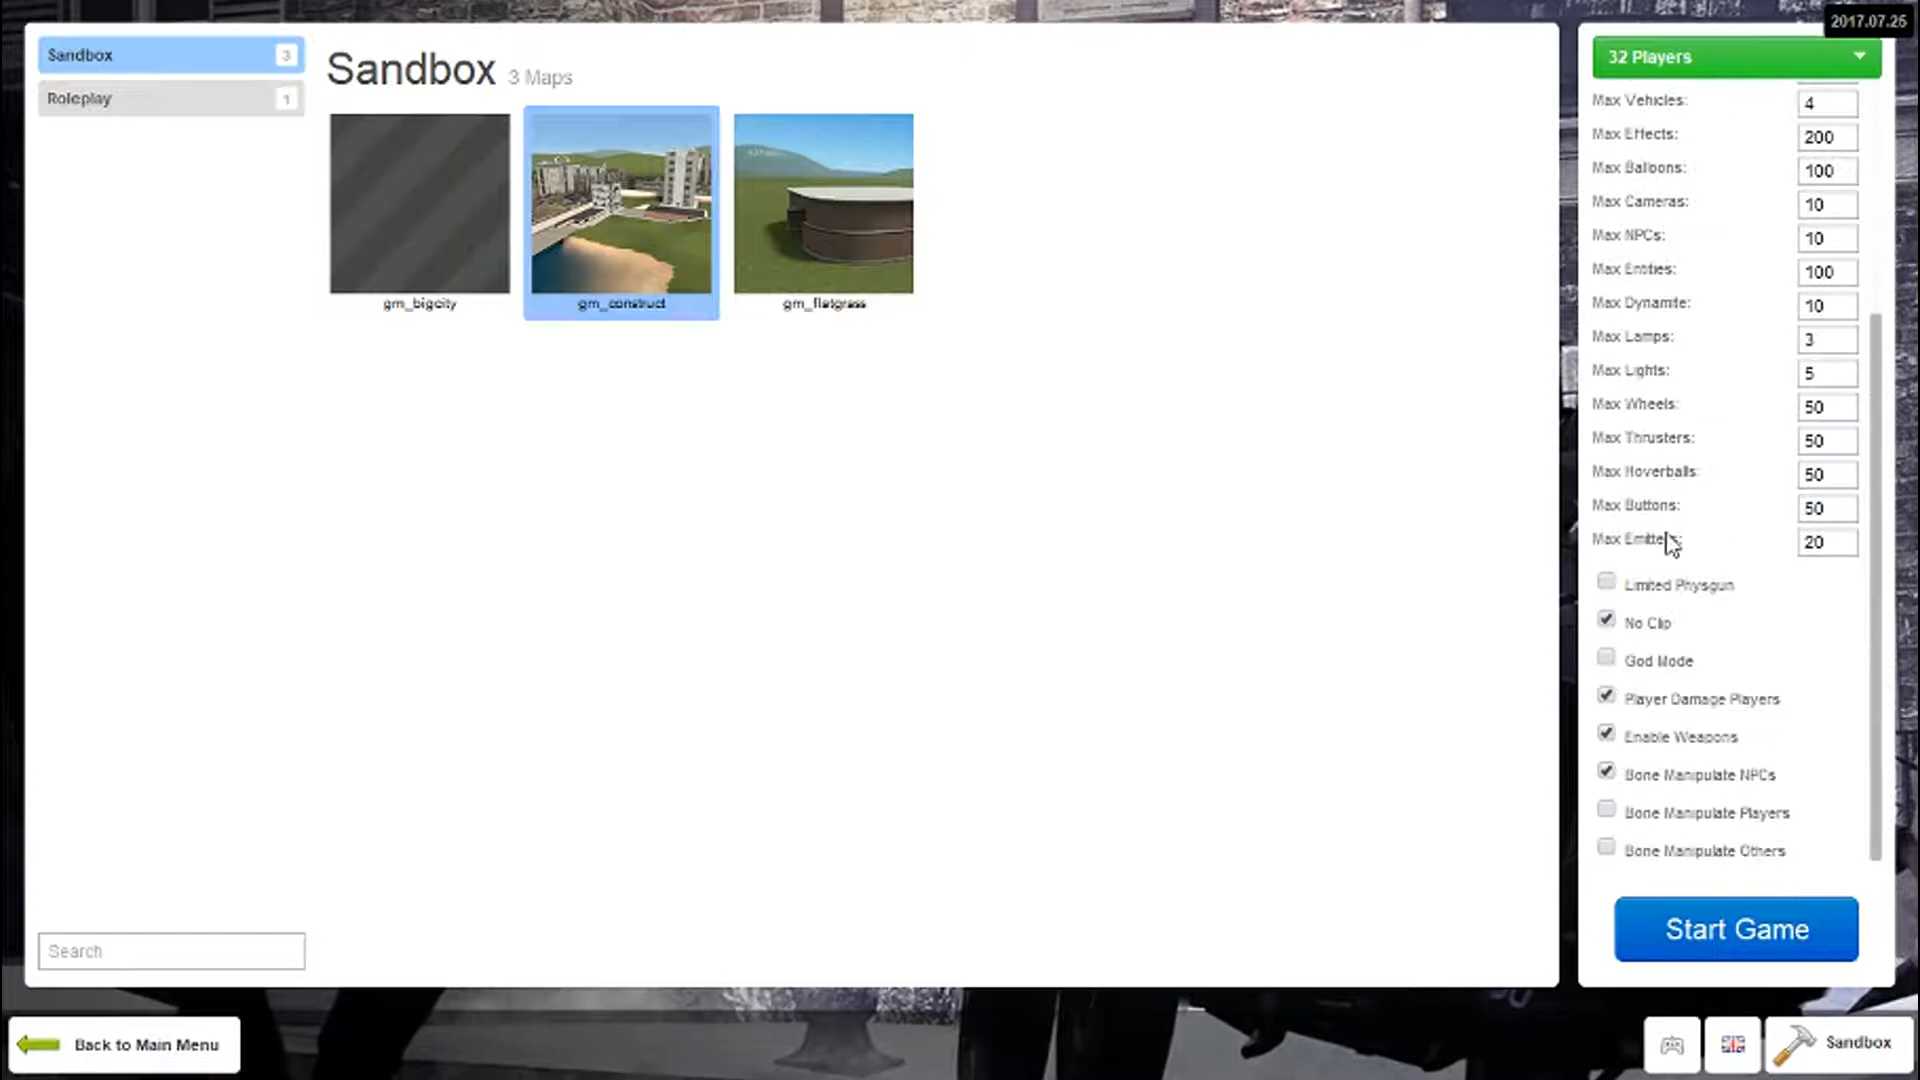 2017.07.25
Sandbox 3
Roleplay 1
Sandbox 3 Maps
gm_bigcity
gm_construct
gm_flatgrass
Search
32 Players
Max Vehicles: 4
Max Effects: 200
Max Balloons: 100
Max Cameras: 10
Max NPCs: 10
Max Entities: 100
Max Dynamite: 10
Max Lamps: 3
Max Lights: 5
Max Wheels: 50
Max Thrusters: 50
Max Hoverballs: 50
Max Buttons: 50
Max Emitters: 20
Limited Physgun
No Clip
God Mode
Player Damage Players
Enable Weapons
Bone Manipulate NPCs
Bone Manipulate Players
Bone Manipulate Others
Start Game
Back to Main Menu
Sandbox